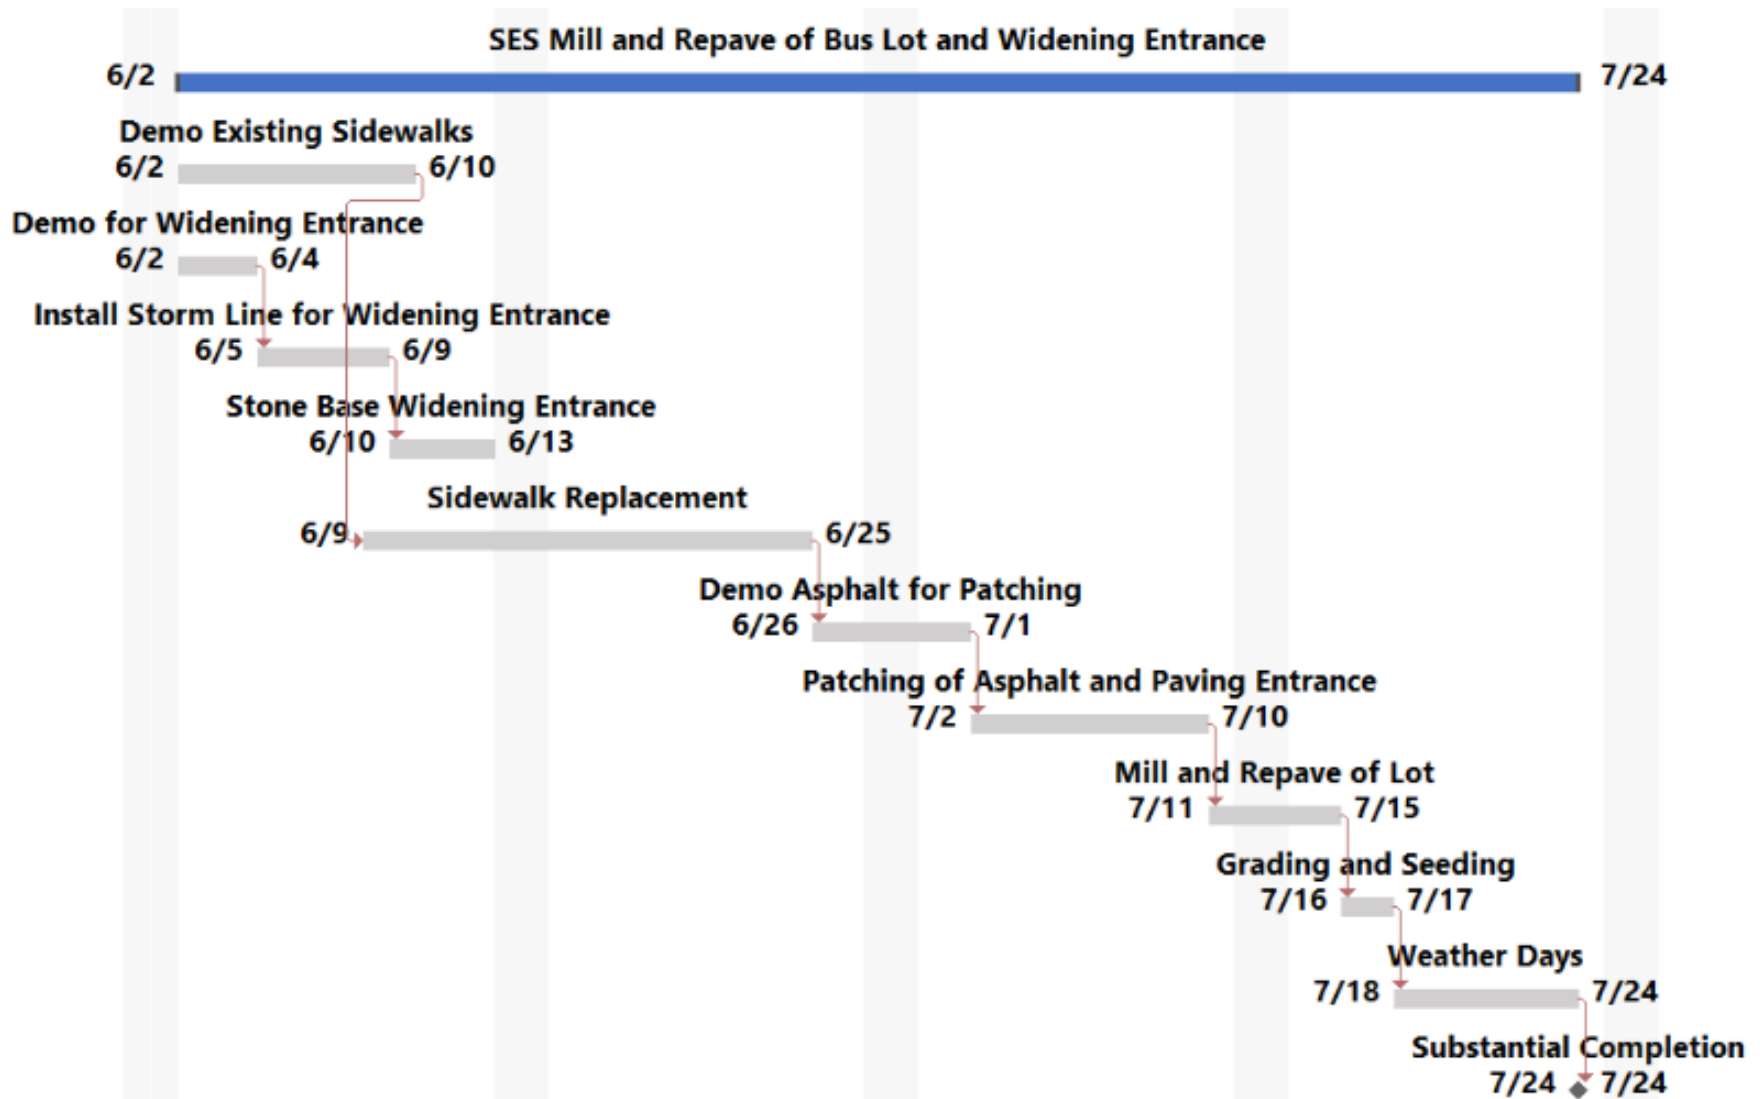 SES Mill and Repave of Bus Lot and Widening Entrance
6/2 7/24
Demo Existing Sidewalks
6/2 6/10
Demo for Widening Entrance
6/2 6/4
Install Storm Line for Widening Entrance
6/5 6/9
Stone Base Widening Entrance
6/10 6/13
Sidewalk Replacement
6/9 6/25
Demo Asphalt for Patching
6/26 7/1
Patching of Asphalt and Paving Entrance
7/2 7/10
Mill and Repave of Lot
7/11 7/15
Grading and Seeding
7/16 7/17
Weather Days
7/18 7/24
Substantial Completion
7/24 7/24